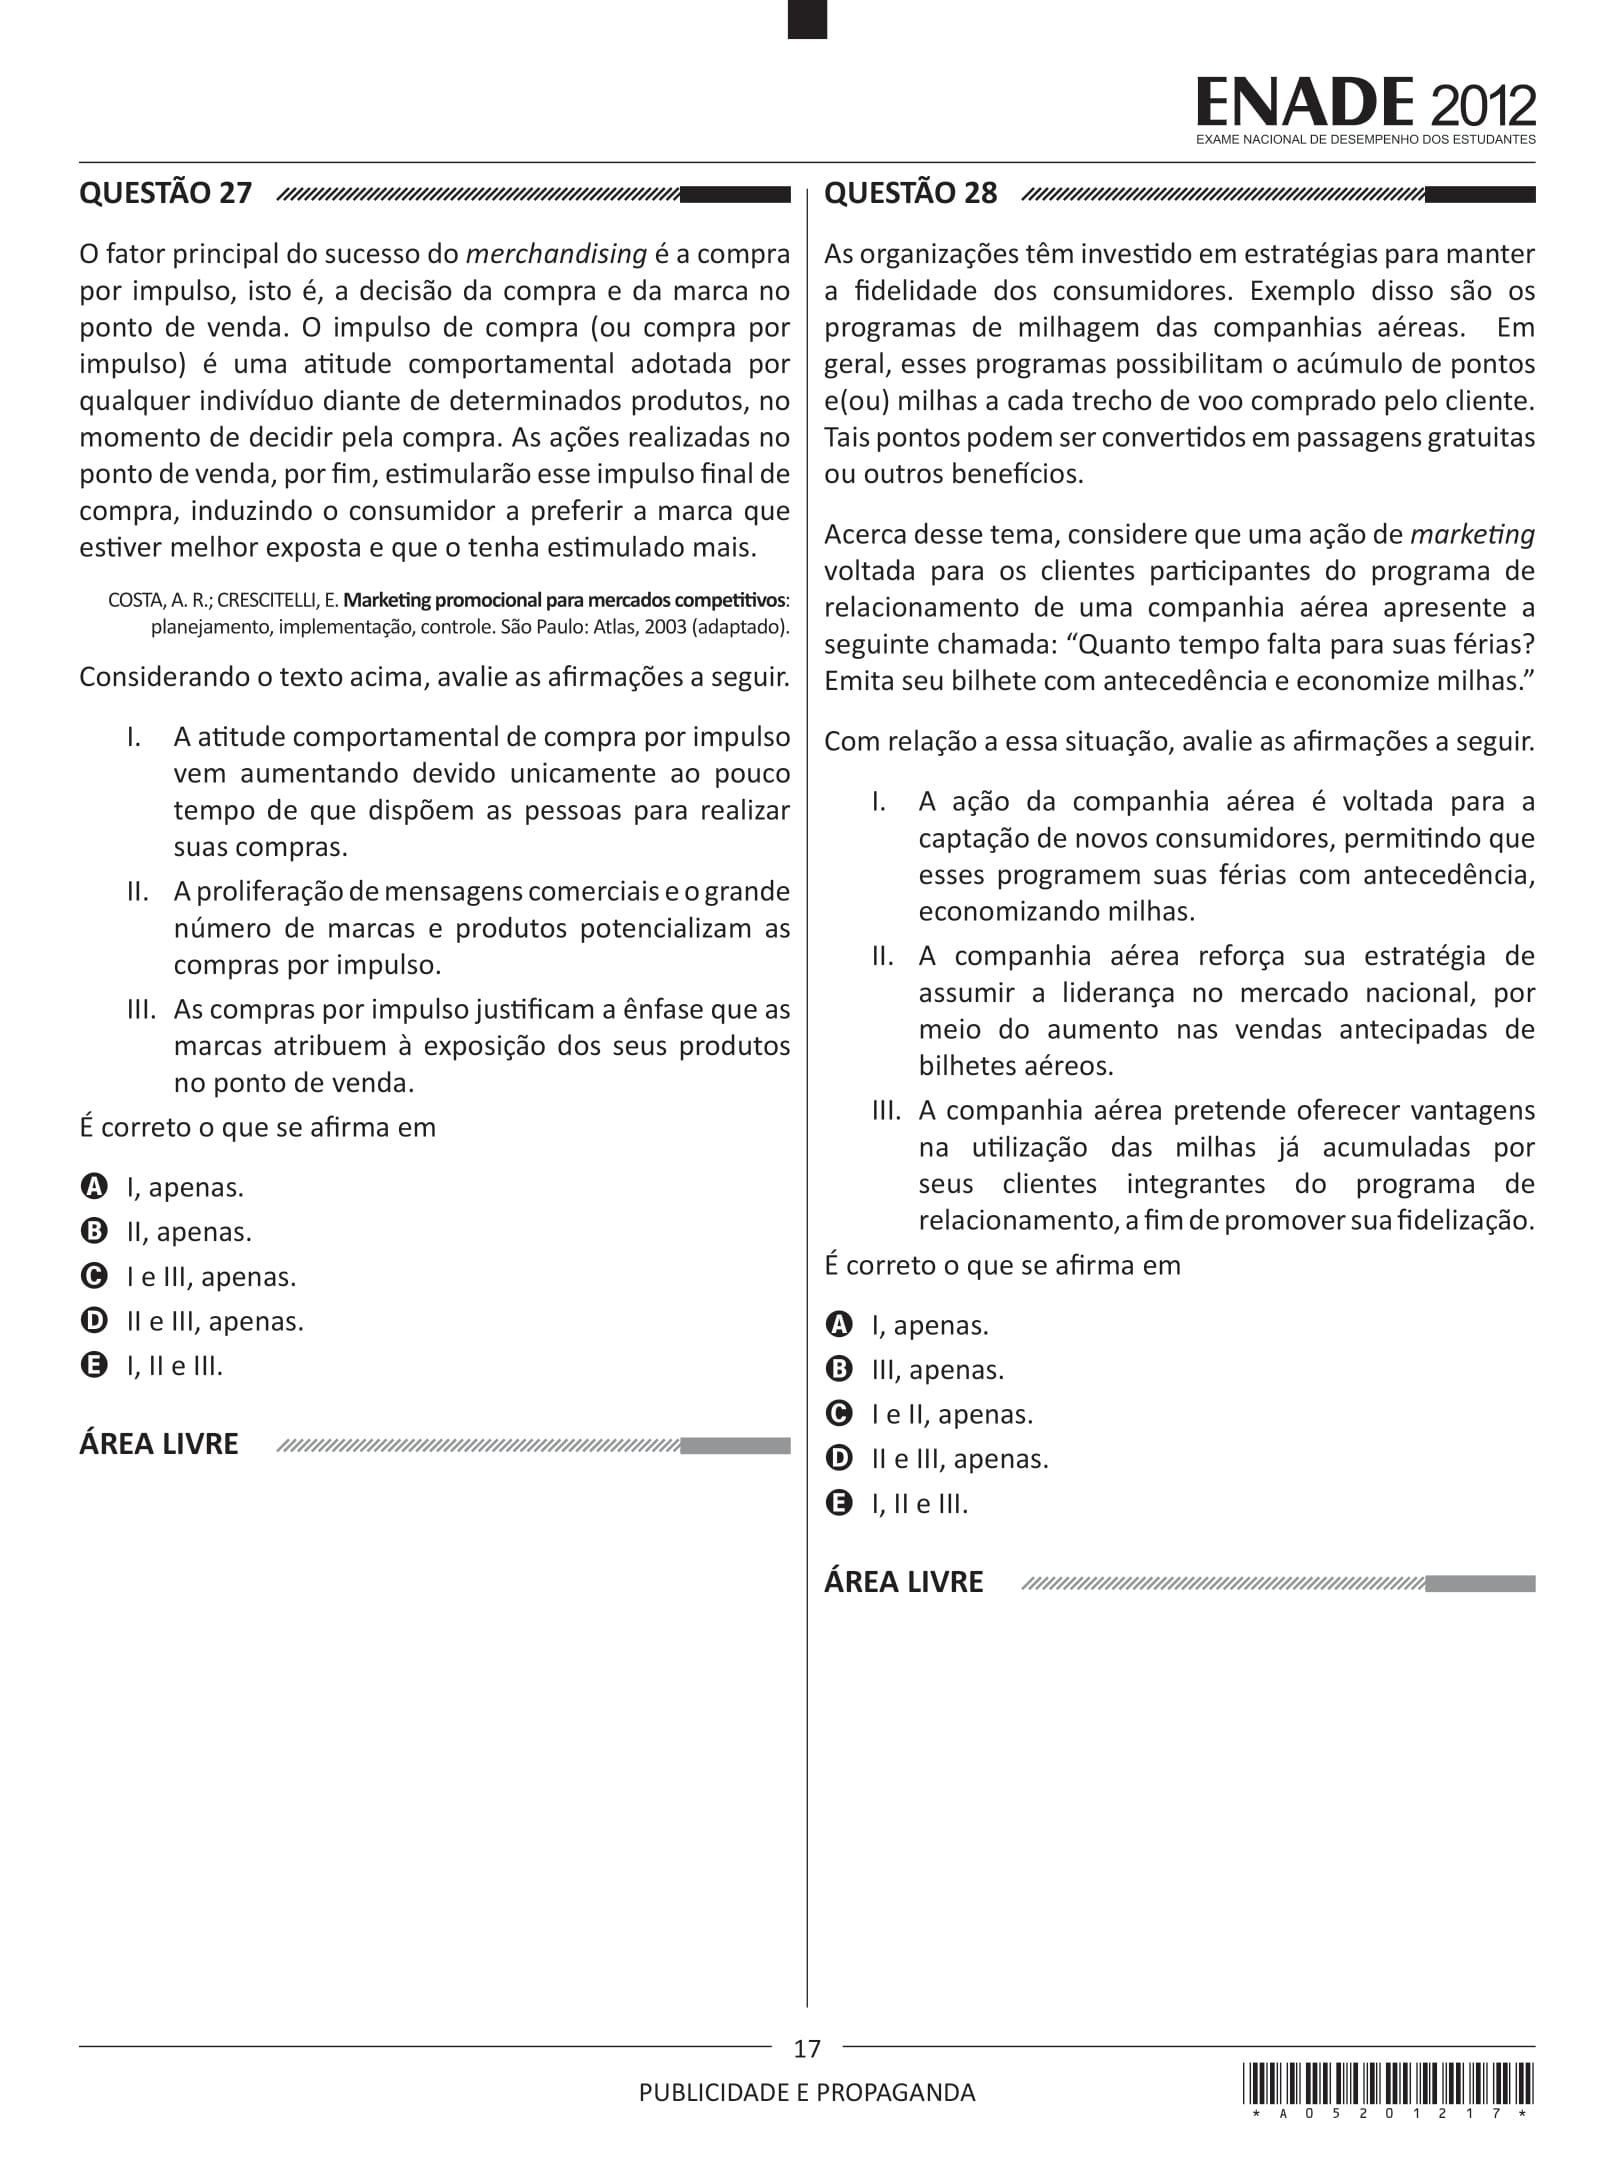 ENADE 2012
EXAME NACIONAL DE DESEMPENHO DOS ESTUDANTES
QUESTÃO 27
O fator principal do sucesso do merchandising é a compra
por impulso, isto é, a decisão da compra e da marca no
ponto de venda. O impulso de compra (ou compra por
impulso) é uma atitude comportamental adotada por
qualquer indivíduo diante de determinados produtos, no
momento de decidir pela compra. As ações realizadas no
ponto de venda, por fim, estimularão esse impulso final de
compra, induzindo o consumidor a preferir a marca que
estiver melhor exposta e que o tenha estimulado mais.
COSTA, A. R.; CRESCITELLI, E. Marketing promocional para mercados competitivos:
planejamento, implementação, controle. São Paulo: Atlas, 2003 (adaptado).
Considerando o texto acima, avalie as afirmações a seguir.
I. A atitude comportamental de compra por impulso
vem aumentando devido unicamente ao pouco
tempo de que dispõem as pessoas para realizar
suas compras.
II. A proliferação de mensagens comerciais e o grande
número de marcas e produtos potencializam as
compras por impulso.
III. As compras por impulso justificam a ênfase que as
marcas atribuem à exposição dos seus produtos
no ponto de venda.
É correto o que se afirma em
A I, apenas.
B II, apenas.
C I e III, apenas.
D II e III, apenas.
E I, II e III.
ÁREA LIVRE
QUESTÃO 28
As organizações têm investido em estratégias para manter
a fidelidade dos consumidores. Exemplo disso são os
programas de milhagem das companhias aéreas. Em
geral, esses programas possibilitam o acúmulo de pontos
e(ou) milhas a cada trecho de voo comprado pelo cliente.
Tais pontos podem ser convertidos em passagens gratuitas
ou outros benefícios.
Acerca desse tema, considere que uma ação de marketing
voltada para os clientes participantes do programa de
relacionamento de uma companhia aérea apresente a
seguinte chamada: “Quanto tempo falta para suas férias?
Emita seu bilhete com antecedência e economize milhas.”
Com relação a essa situação, avalie as afirmações a seguir.
I. A ação da companhia aérea é voltada para a
captação de novos consumidores, permitindo que
esses programem suas férias com antecedência,
economizando milhas.
II. A companhia aérea reforça sua estratégia de
assumir a liderança no mercado nacional, por
meio do aumento nas vendas antecipadas de
bilhetes aéreos.
III. A companhia aérea pretende oferecer vantagens
na utilização das milhas já acumuladas por
seus clientes integrantes do programa de
relacionamento, a fim de promover sua fidelização.
É correto o que se afirma em
A I, apenas.
B III, apenas.
C I e II, apenas.
D II e III, apenas.
E I, II e III.
ÁREA LIVRE
17
PUBLICIDADE E PROPAGANDA
* A 0 5 2 0 1 2 1 7 *